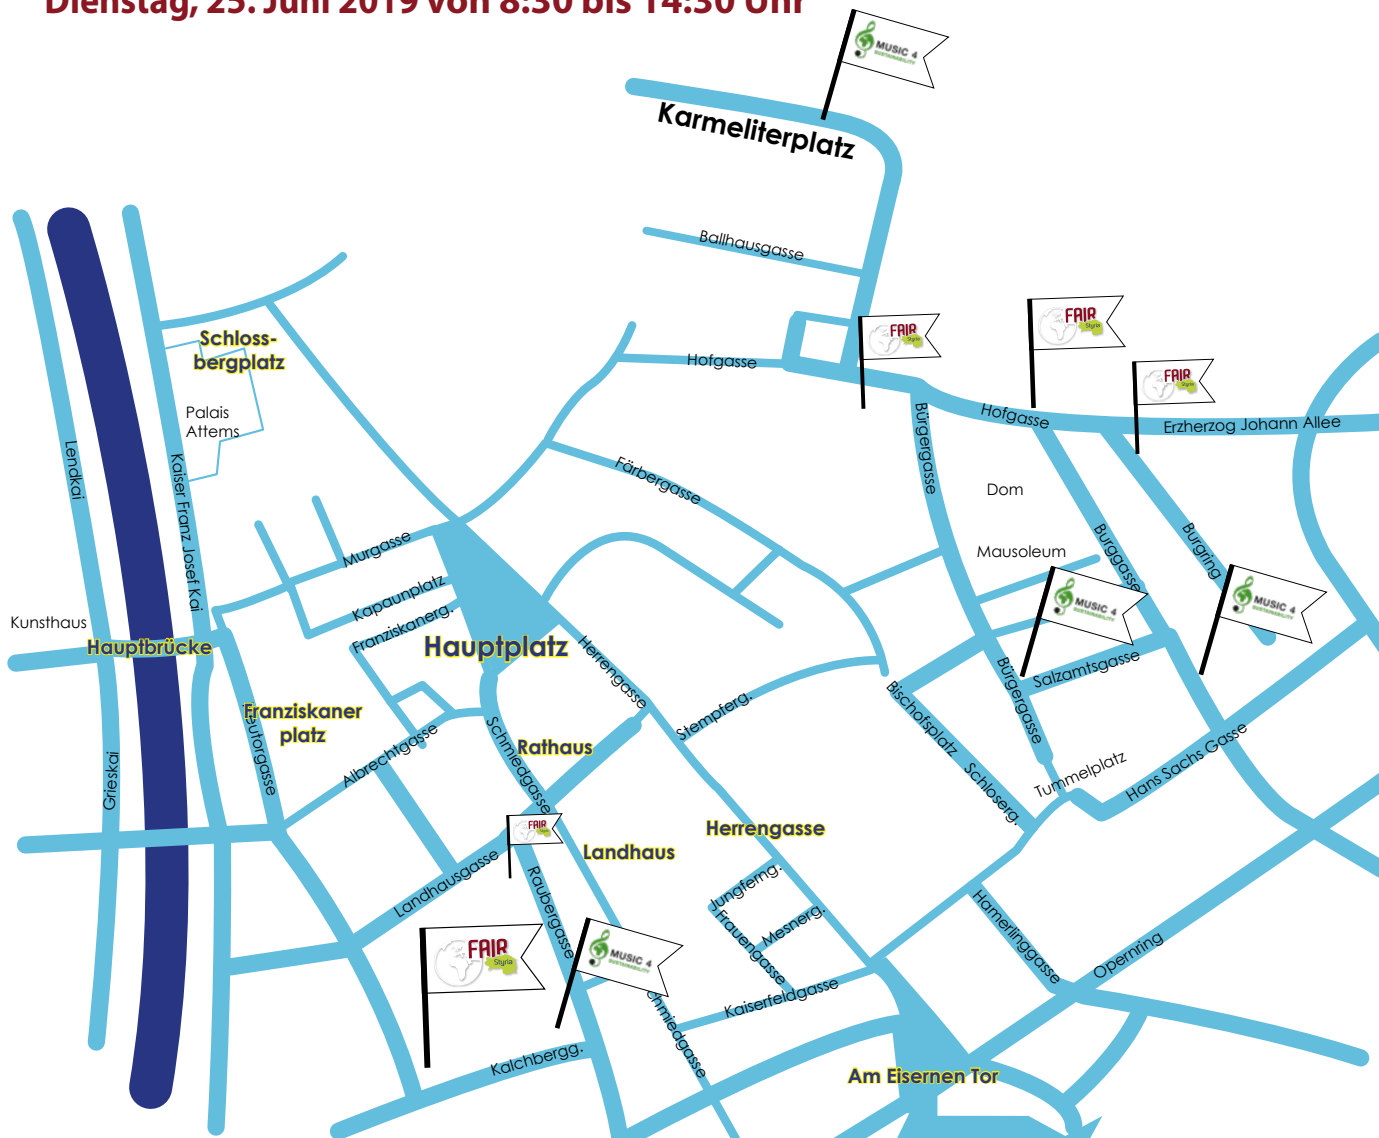 Dienstag, 25. Juni 2019 von 8:30 bis 14:30 Uhr
MUSIC 4
SUSTAINABILITY
Karmeliterplatz
Ballhausgasse
FAIR
Styria
FAIR
Styria
FAIR
Styria
Schloss-
bergplatz
Hofgasse
Hofgasse
Erzherzog Johann Allee
Palais
Attems
Lendkai
Kaiser Franz Josef Kai
Färbergasse
Bürgergasse
Dom
Mausoleum
Burggasse
Burgring
Murgasse
Kapaunplatz
Franziskanerg.
MUSIC 4
SUSTAINABILITY
MUSIC 4
SUSTAINABILITY
Kunsthaus
Hauptbrücke
Hauptplatz
Herrengasse
Salzamtsgasse
Bürgergasse
Stempferg.
Bischofsplatz
Schloserg.
Franziskaner
platz
Neutorgasse
Albrechtgasse
Schmiedgasse
Rathaus
Grieskai
Tummelplatz
Hans Sachs Gasse
Herrengasse
FAIR
Styria
Landhaus
Landhausgasse
Raubergasse
Jungferng.
Frauengasse
Mesnerg.
Hamerlinggasse
Opernring
FAIR
Styria
MUSIC 4
SUSTAINABILITY
Kaiserfeldgasse
chmiedgasse
Kalchbergg.
Am Eisernen Tor